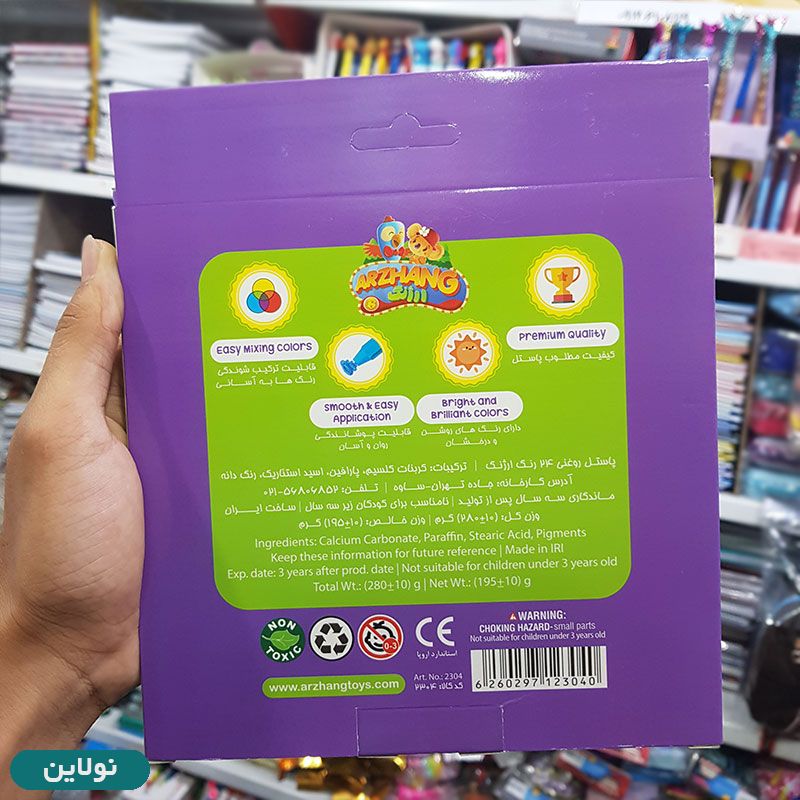 ARZHANG
ارژنگ
Easy Mixing Colors
قابلیت ترکیب شوندگی
رنگ ها به آسانی
Smooth & Easy
Application
قابلیت پوشانندگی
روان و آسان
Bright and
Brilliant Colors
دارای رنگ های روشن
و درخشان
Premium Quality
کیفیت مطلوب پاستل
پاستل روغنی ۲۴ رنگ ارژنگ | ترکیبات: کربنات کلسیم، پارافین، اسید استئاریک، رنگ دانه
آدرس کارخانه: جاده تهران-ساوه | تلفن: ۵۶۸۰۶۸۵۲-۰۲۱
ماندگاری سه سال پس از تولید | نامناسب برای کودکان زیر سه سال | ساخت ایران
وزن کل: (۱۰±۲۸۰) گرم | وزن خالص: (۱۰±۱۹۵) گرم
Ingredients: Calcium Carbonate, Paraffin, Stearic Acid, Pigments
Keep these information for future reference | Made in IRI
Exp. date: 3 years after prod. date | Not suitable for children under 3 years old
Total Wt.: (280±10) g | Net Wt.: (195±10) g
NON
TOXIC
0-3
CE
استاندارد اروپا
WARNING:
CHOKING HAZARD-small parts
Not suitable for children under 3 years old
www.arzhangtoys.com
Art. No.: 2304
کد کالا: ۲۳۰۴
6 260297 123040
نولاین